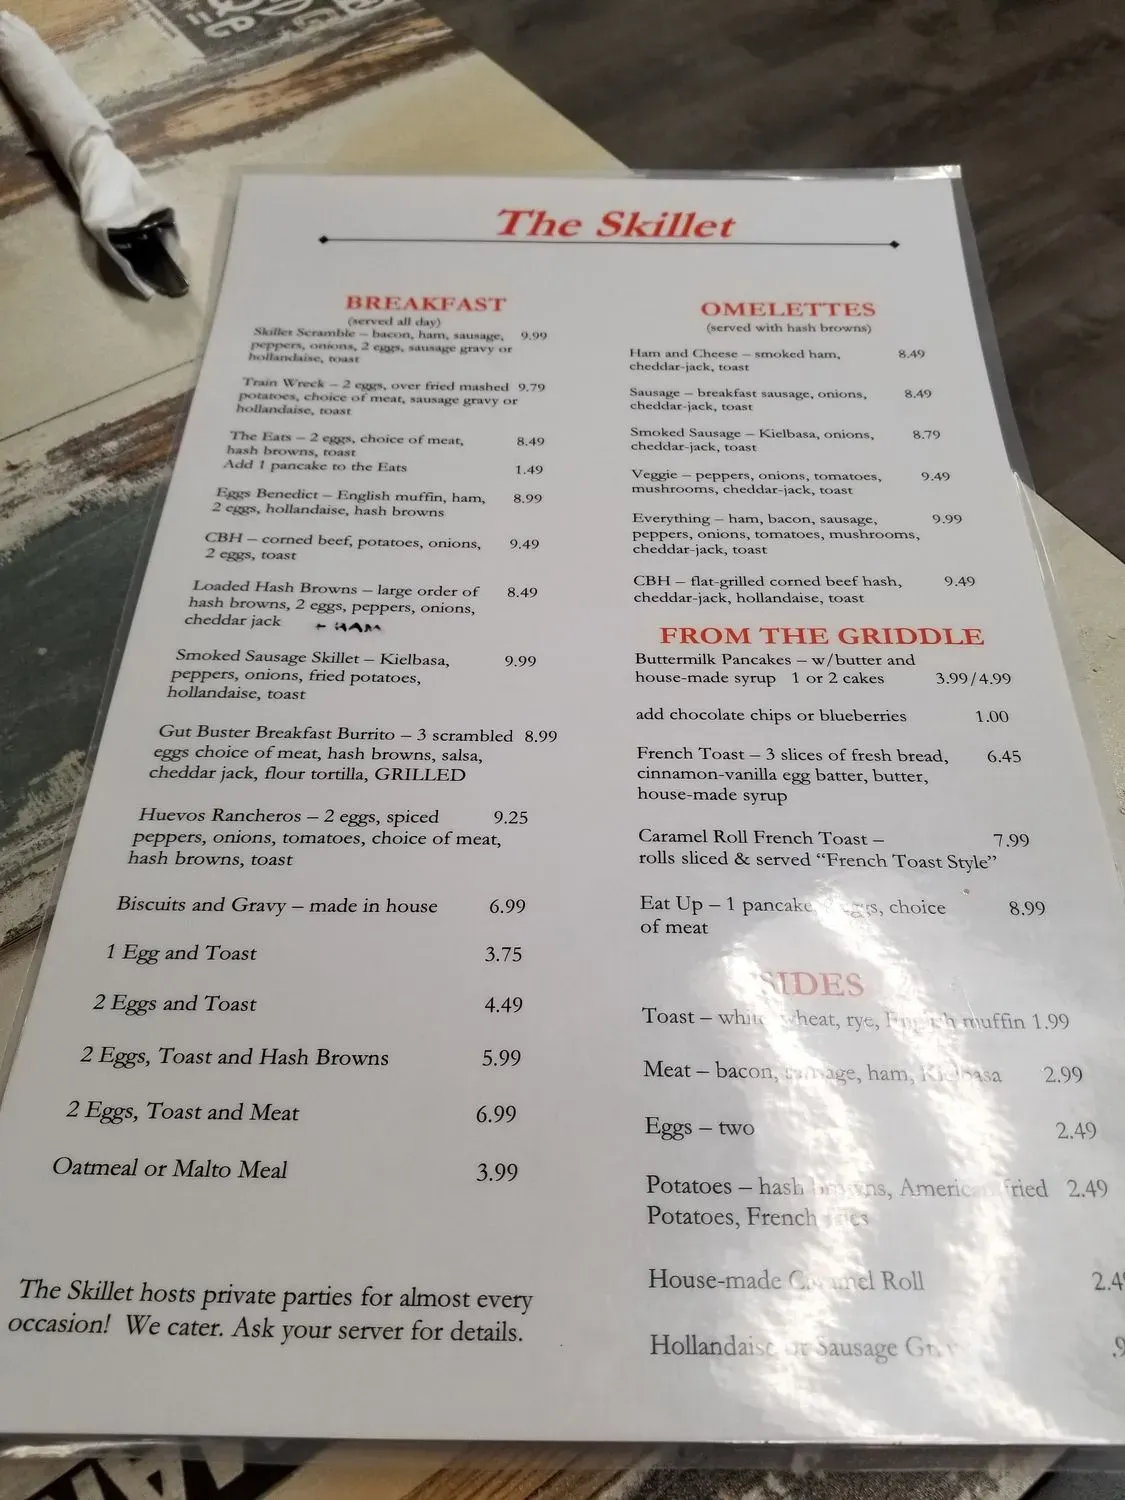 The Skillet
BREAKFAST
(served all day)
Skillet Scramble – bacon, ham, sausage, 9.99
peppers, onions, 2 eggs, sausage gravy or
hollandaise, toast
Train Wreck – 2 eggs, over fried mashed 9.79
potatoes, choice of meat, sausage gravy or
hollandaise, toast
The Eats – 2 eggs, choice of meat, 8.49
hash browns, toast
Add 1 pancake to the Eats 1.49
Eggs Benedict – English muffin, ham, 8.99
2 eggs, hollandaise, hash browns
CBH – corned beef, potatoes, onions, 9.49
2 eggs, toast
Loaded Hash Browns – large order of 8.49
hash browns, 2 eggs, peppers, onions,
cheddar jack + HAM
Smoked Sausage Skillet – Kielbasa, 9.99
peppers, onions, fried potatoes,
hollandaise, toast
Gut Buster Breakfast Burrito – 3 scrambled 8.99
eggs choice of meat, hash browns, salsa,
cheddar jack, flour tortilla, GRILLED
Huevos Rancheros – 2 eggs, spiced 9.25
peppers, onions, tomatoes, choice of meat,
hash browns, toast
Biscuits and Gravy – made in house 6.99
1 Egg and Toast 3.75
2 Eggs and Toast 4.49
2 Eggs, Toast and Hash Browns 5.99
2 Eggs, Toast and Meat 6.99
Oatmeal or Malto Meal 3.99
The Skillet hosts private parties for almost every
occasion! We cater. Ask your server for details.
OMELETTES
(served with hash browns)
Ham and Cheese – smoked ham, 8.49
cheddar-jack, toast
Sausage – breakfast sausage, onions, 8.49
cheddar-jack, toast
Smoked Sausage – Kielbasa, onions, 8.79
cheddar-jack, toast
Veggie – peppers, onions, tomatoes, 9.49
mushrooms, cheddar-jack, toast
Everything – ham, bacon, sausage, 9.99
peppers, onions, tomatoes, mushrooms,
cheddar-jack, toast
CBH – flat-grilled corned beef hash, 9.49
cheddar-jack, hollandaise, toast
FROM THE GRIDDLE
Buttermilk Pancakes – w/butter and
house-made syrup 1 or 2 cakes 3.99/4.99
add chocolate chips or blueberries 1.00
French Toast – 3 slices of fresh bread, 6.45
cinnamon-vanilla egg batter, butter,
house-made syrup
Caramel Roll French Toast – 7.99
rolls sliced & served “French Toast Style”
Eat Up – 1 pancake, eggs, choice 8.99
of meat
SIDES
Toast – white, wheat, rye, English muffin 1.99
Meat – bacon, sausage, ham, Kielbasa 2.99
Eggs – two 2.49
Potatoes – hash browns, American fried 2.49
Potatoes, French fries
House-made Caramel Roll
Hollandaise or Sausage